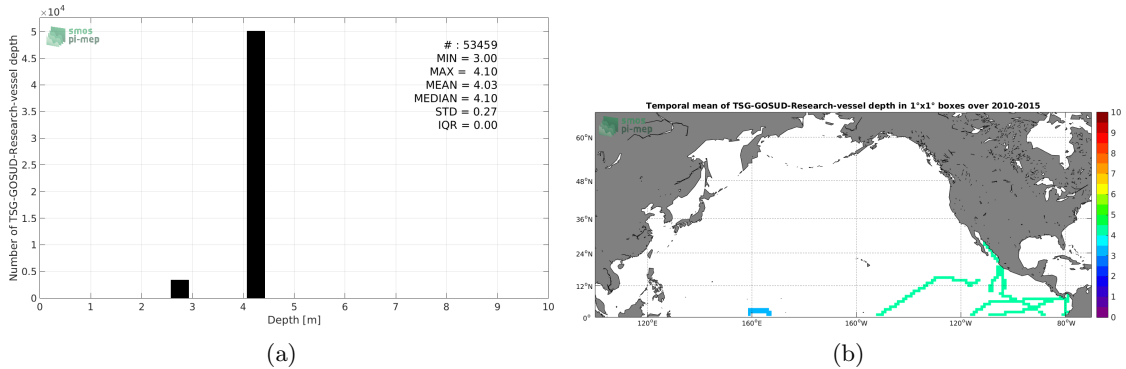 ×10⁴
smos
pi-mep
# : 53459
MIN = 3.00
MAX = 4.10
MEAN = 4.03
MEDIAN = 4.10
STD = 0.27
IQR = 0.00
5
4.5
4
3.5
3
2.5
2
1.5
1
0.5
0
Number of TSG-GOSUD-Research-vessel depth
0 1 2 3 4 5 6 7 8 9 10
Depth [m]
(a)
Temporal mean of TSG-GOSUD-Research-vessel depth in 1°x1° boxes over 2010-2015
smos
pi-mep
60°N
48°N
36°N
24°N
12°N
0°
120°E 160°E 160°W 120°W 80°W
10
9
8
7
6
5
4
3
2
1
0
(b)